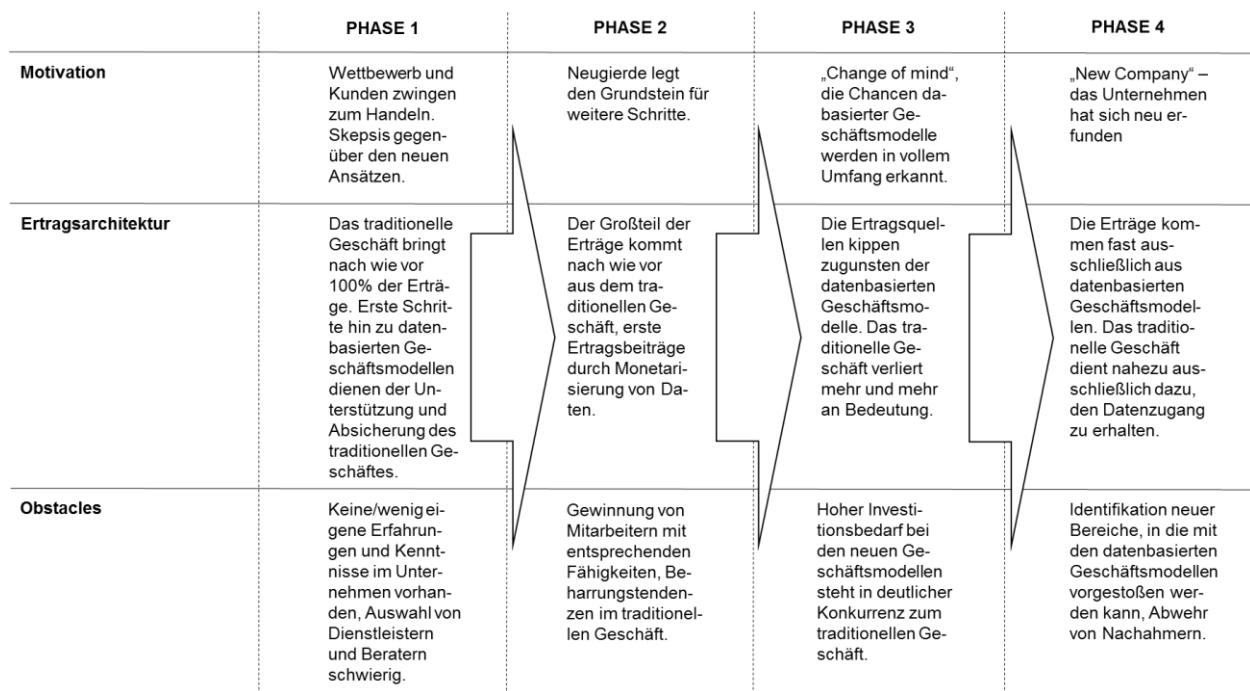 PHASE 1
PHASE 2
PHASE 3
PHASE 4
Motivation
Wettbewerb und
Kunden zwingen
zum Handeln.
Skepsis gegen-
über den neuen
Ansätzen.
Neugierde legt
den Grundstein für
weitere Schritte.
„Change of mind“,
die Chancen da-
basierter Ge-
schäftsmodelle
werden in vollem
Umfang erkannt.
„New Company“ –
das Unternehmen
hat sich neu er-
funden
Ertragsarchitektur
Das traditionelle
Geschäft bringt
nach wie vor
100% der Erträ-
ge. Erste Schrit-
te hin zu daten-
basierten Ge-
schäftsmodellen
dienen der Un-
terstützung und
Absicherung des
traditionellen Ge-
schäftes.
Der Großteil der
Erträge kommt
nach wie vor
aus dem tra-
ditionellen Ge-
schäft, erste
Ertragsbeiträge
durch Monetari-
sierung von Da-
ten.
Die Ertragsquel-
len kippen
zugunsten der
datenbasierten
Geschäftsmo-
delle. Das tra-
ditionelle Ge-
schäft verliert
mehr und mehr
an Bedeutung.
Die Erträge kom-
men fast aus-
schließlich aus
datenbasierten
Geschäftsmodel-
len. Das traditio-
nelle Geschäft
dient nahezu aus-
schließlich dazu,
den Datenzugang
zu erhalten.
Obstacles
Keine/wenig ei-
gene Erfahrun-
gen und Kennt-
nisse im Unter-
nehmen vorhan-
den, Auswahl von
Dienstleistern
und Beratern
schwierig.
Gewinnung von
Mitarbeitern mit
entsprechenden
Fähigkeiten, Be-
harrungstenden-
zen im traditionel-
len Geschäft.
Hoher Investi-
tionsbedarf bei
den neuen Ge-
schäftsmodellen
steht in deutlicher
Konkurrenz zum
traditionellen Ge-
schäft.
Identifikation neuer
Bereiche, in die mit
den datenbasierten
Geschäftsmodellen
vorgestoßen wer-
den kann, Abwehr
von Nachahmern.